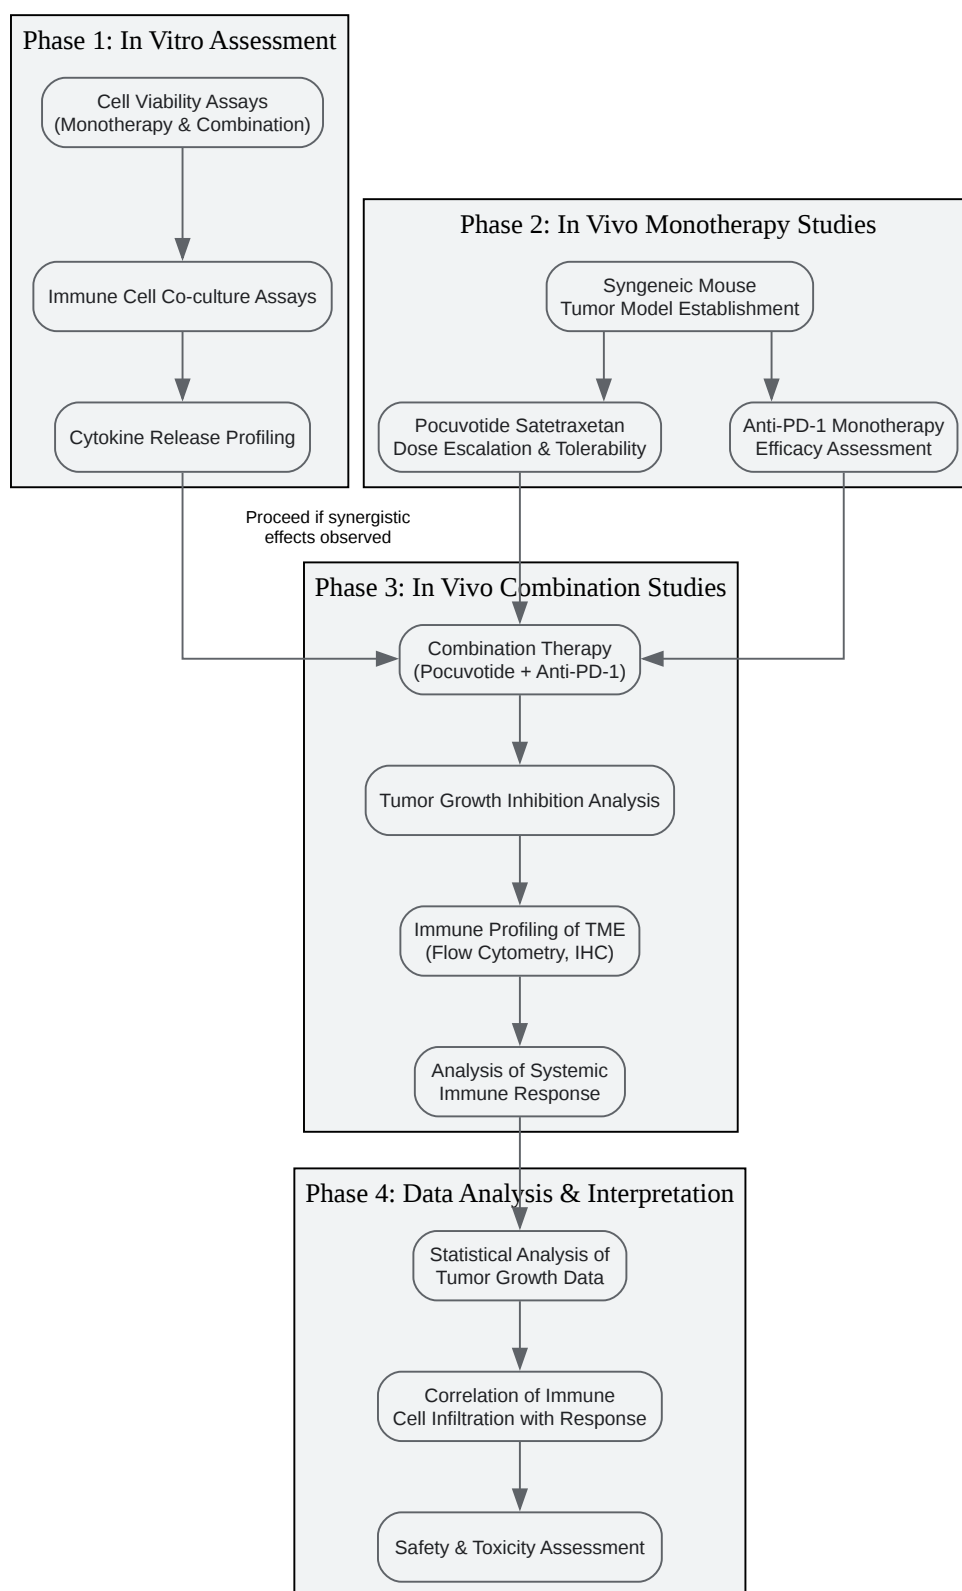 Phase 1: In Vitro Assessment
Cell Viability Assays
(Monotherapy & Combination)
Immune Cell Co-culture Assays
Cytokine Release Profiling
Phase 2: In Vivo Monotherapy Studies
Syngeneic Mouse
Tumor Model Establishment
Pocuvotide Satetraxetan
Dose Escalation & Tolerability
Anti-PD-1 Monotherapy
Efficacy Assessment
Proceed if synergistic
effects observed
Phase 3: In Vivo Combination Studies
Combination Therapy
(Pocuvotide + Anti-PD-1)
Tumor Growth Inhibition Analysis
Immune Profiling of TME
(Flow Cytometry, IHC)
Analysis of Systemic
Immune Response
Phase 4: Data Analysis & Interpretation
Statistical Analysis of
Tumor Growth Data
Correlation of Immune
Cell Infiltration with Response
Safety & Toxicity Assessment